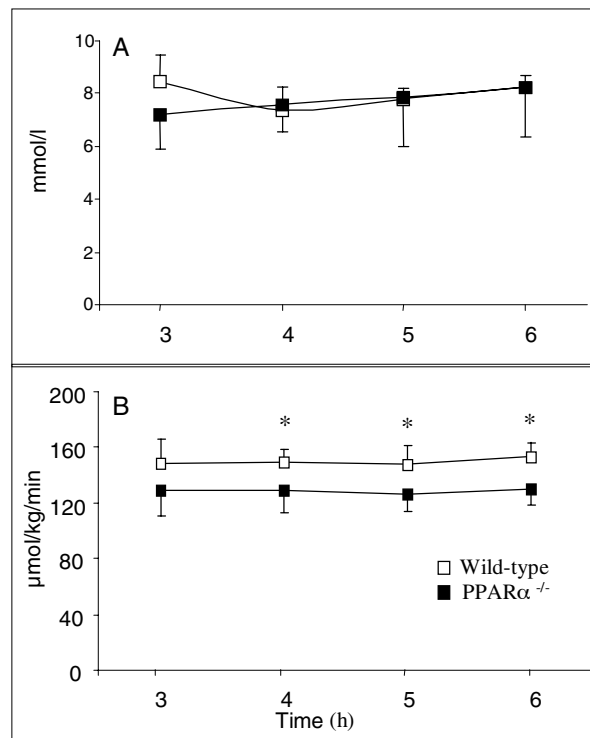 A
10
8
6
4
2
0
mmol/l
3 4 5 6
B
200
160
120
80
40
0
µmol/kg/min
* * *
Wild-type
PPARα -/-
3 4 5 6
Time (h)